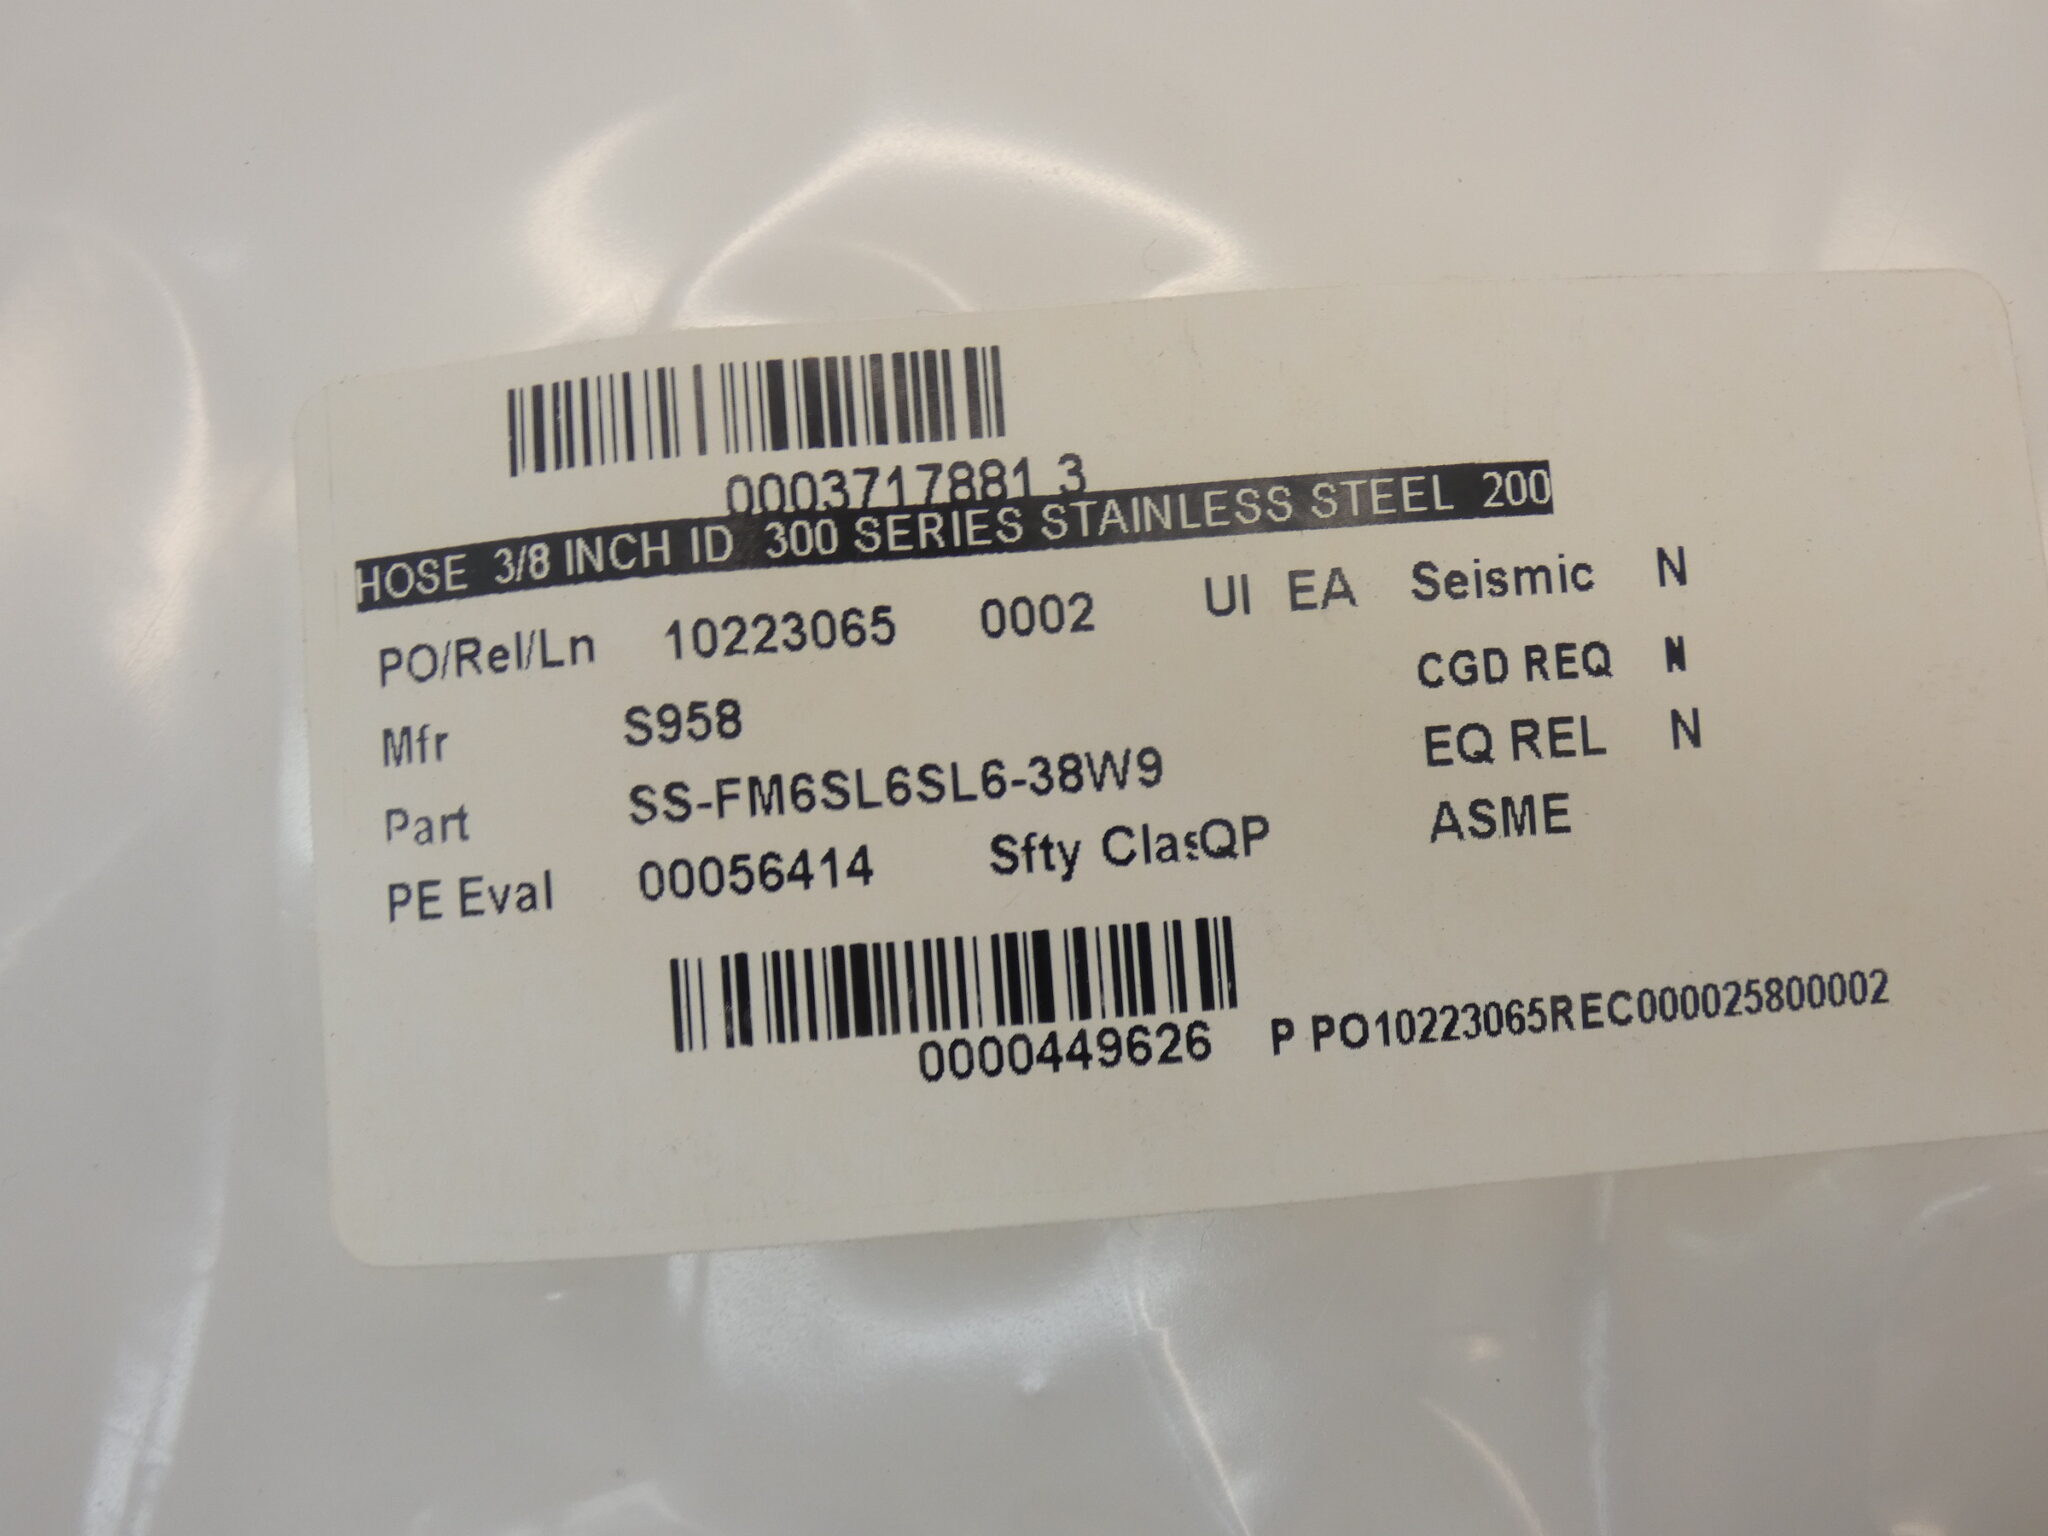 0003717881 3
HOSE 3/8 INCH ID 300 SERIES STAINLESS STEEL 200
PO/Rel/Ln 10223065 0002 UI EA Seismic N
Mfr S958 CGD REQ N
Part SS-FM6SL6SL6-38W9 EQ REL N
PE Eval 00056414 Sfty ClasQP ASME
0000449626 P PO10223065REC000025800002